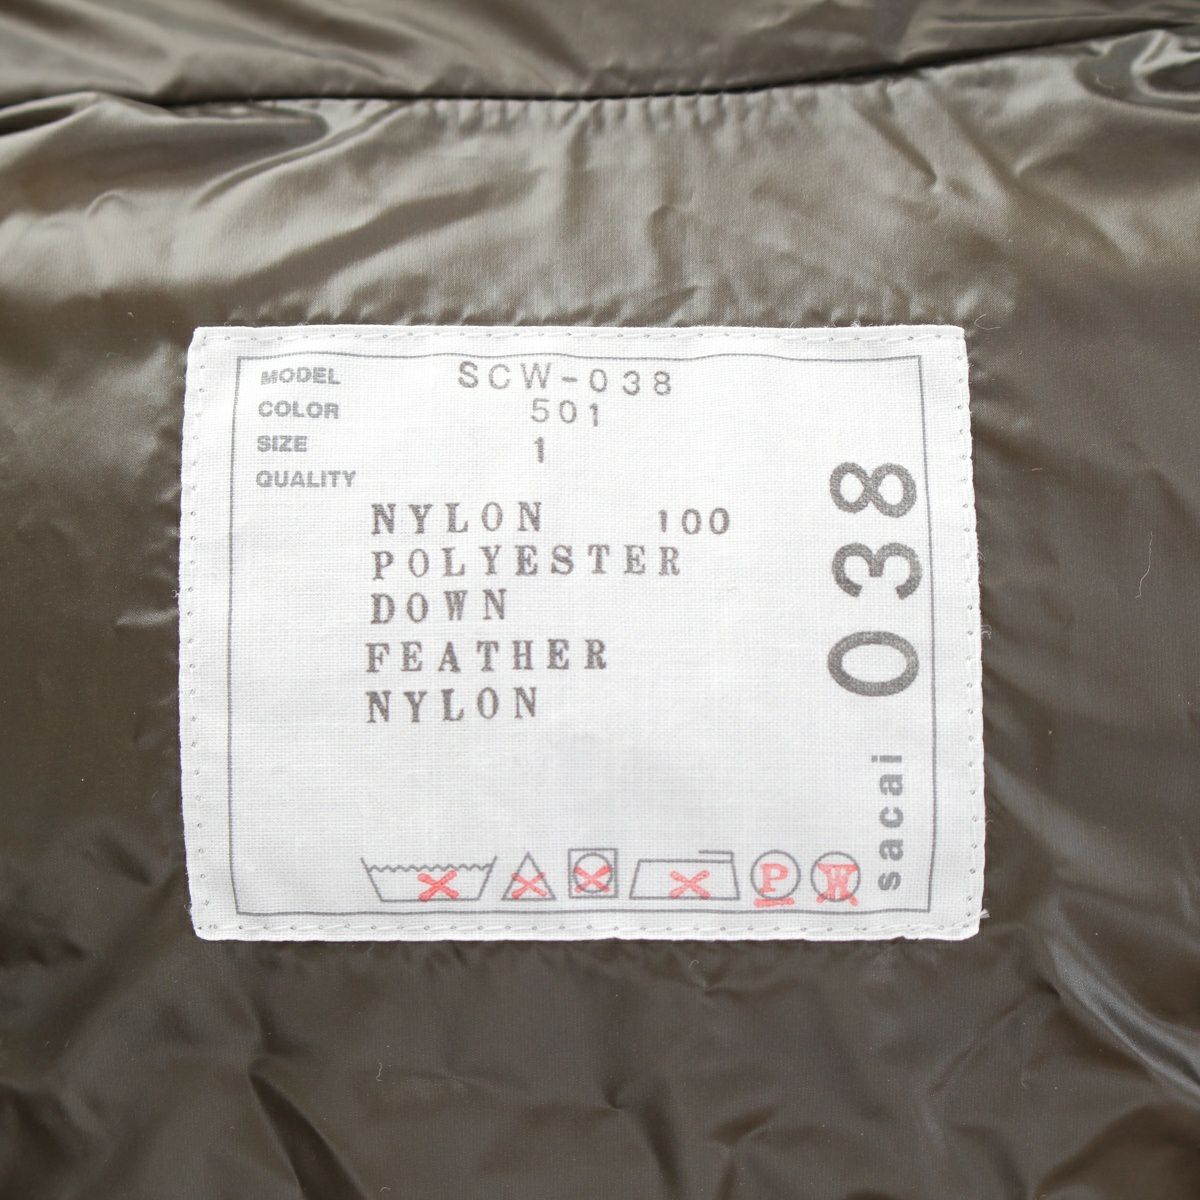 MODEL SCW-038
COLOR 501
SIZE 1
QUALITY
NYLON 100
POLYESTER
DOWN
FEATHER
NYLON
P W
sacai 038